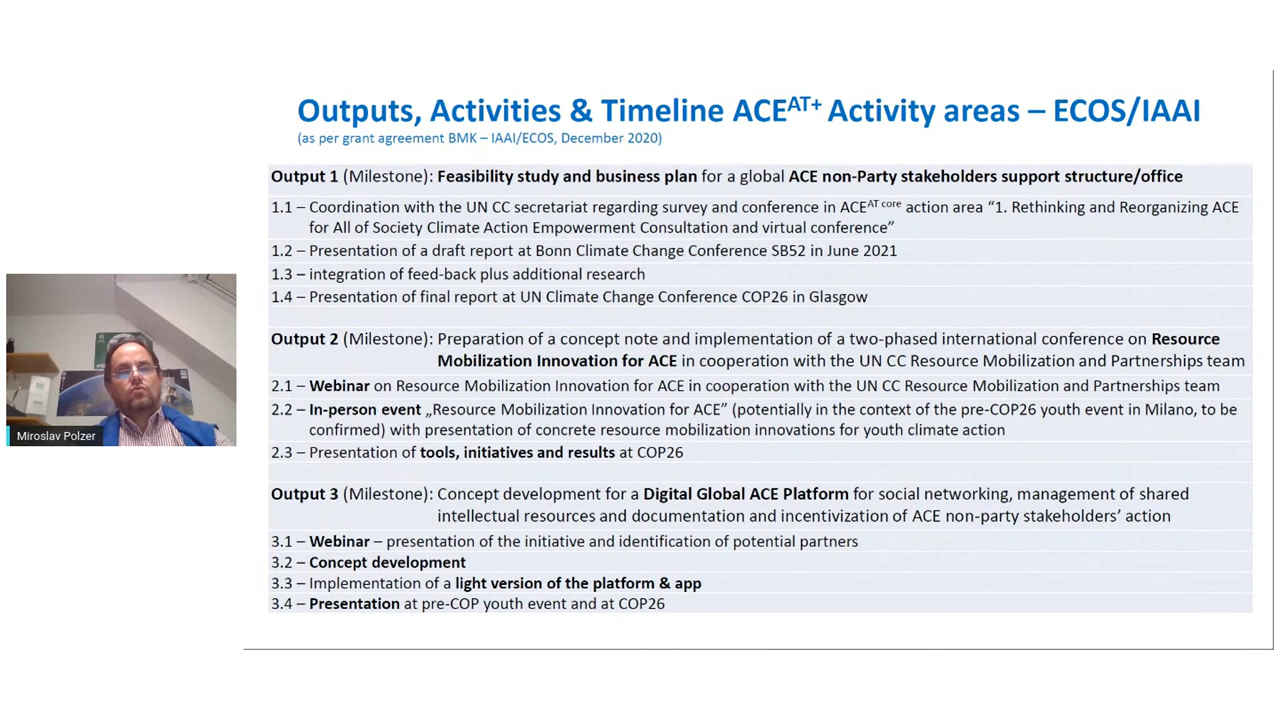 Outputs, Activities & Timeline ACEAT+ Activity areas – ECOS/IAAI
(as per grant agreement BMK – IAAI/ECOS, December 2020)
Output 1 (Milestone): Feasibility study and business plan for a global ACE non-Party stakeholders support structure/office
1.1 – Coordination with the UN CC secretariat regarding survey and conference in ACEAT core action area “1. Rethinking and Reorganizing ACE
for All of Society Climate Action Empowerment Consultation and virtual conference”
1.2 – Presentation of a draft report at Bonn Climate Change Conference SB52 in June 2021
1.3 – integration of feed-back plus additional research
1.4 – Presentation of final report at UN Climate Change Conference COP26 in Glasgow
Output 2 (Milestone): Preparation of a concept note and implementation of a two-phased international conference on Resource
Mobilization Innovation for ACE in cooperation with the UN CC Resource Mobilization and Partnerships team
2.1 – Webinar on Resource Mobilization Innovation for ACE in cooperation with the UN CC Resource Mobilization and Partnerships team
2.2 – In-person event „Resource Mobilization Innovation for ACE” (potentially in the context of the pre-COP26 youth event in Milano, to be
confirmed) with presentation of concrete resource mobilization innovations for youth climate action
2.3 – Presentation of tools, initiatives and results at COP26
Output 3 (Milestone): Concept development for a Digital Global ACE Platform for social networking, management of shared
intellectual resources and documentation and incentivization of ACE non-party stakeholders’ action
3.1 – Webinar – presentation of the initiative and identification of potential partners
3.2 – Concept development
3.3 – Implementation of a light version of the platform & app
3.4 – Presentation at pre-COP youth event and at COP26
Miroslav Polzer